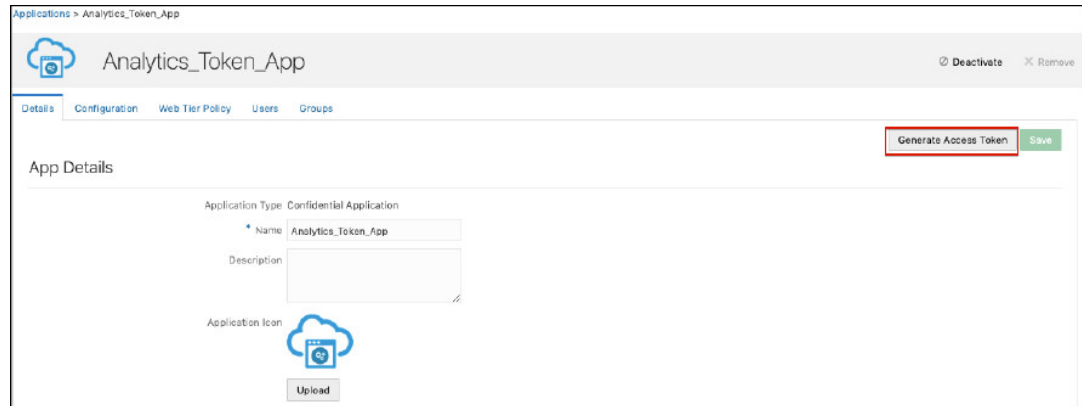 Applications > Analytics_Token_App
Analytics_Token_App
Deactivate
Remove
Details Configuration Web Tier Policy Users Groups
Generate Access Token Save
App Details
Application Type Confidential Application
* Name Analytics_Token_App
Description
Application Icon
Upload